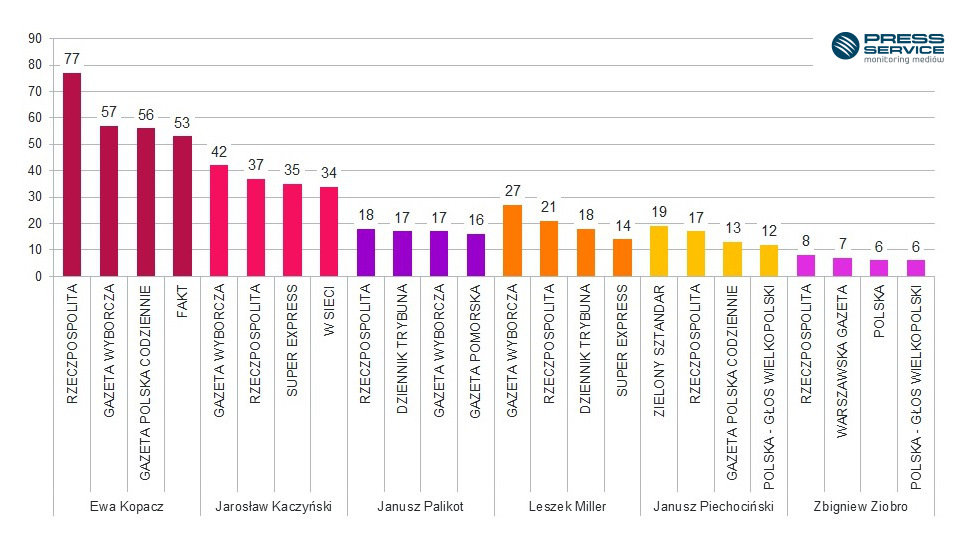 90
80
70
60
50
40
30
20
10
0
PRESS
SERVICE
monitoring mediów
77
57
56
53
42
37
35
34
18
17
17
16
27
21
18
14
19
17
13
12
8
7
6
6
RZECZPOSPOLITA
GAZETA WYBORCZA
GAZETA POLSKA CODZIENIE
FAKT
GAZETA WYBORCZA
RZECZPOSPOLITA
SUPER EXPRESS
W SIECI
RZECZPOSPOLITA
DZIENNIK TRYBUNA
GAZETA WYBORCZA
GAZETA POMORSKA
GAZETA WYBORCZA
RZECZPOSPOLITA
DZIENNIK TRYBUNA
SUPER EXPRESS
ZIELONY SZTANDAR
RZECZPOSPOLITA
GAZETA POLSKA CODZIENIE
POLSKA - GŁOS WIELKOPOLSKI
RZECZPOSPOLITA
WARSZAWSKA GAZETA
POLSKA
POLSKA - GŁOS WIELKOPOLSKI
Ewa Kopacz
Jarosław Kaczyński
Janusz Palikot
Leszek Miller
Janusz Piechociński
Zbigniew Ziobro